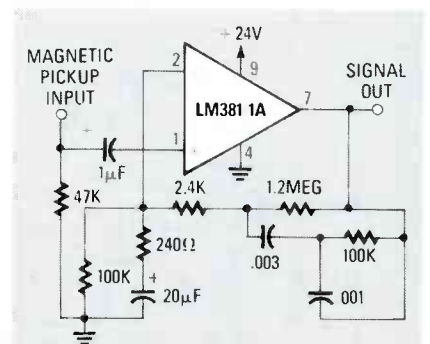 + 24V
MAGNETIC
PICKUP
INPUT
SIGNAL
OUT
2
9
LM381 1A
7
1
4
+
1µF
47K
2.4K
1.2MEG
240Ω
.003
100K
100K
+
20µF
001